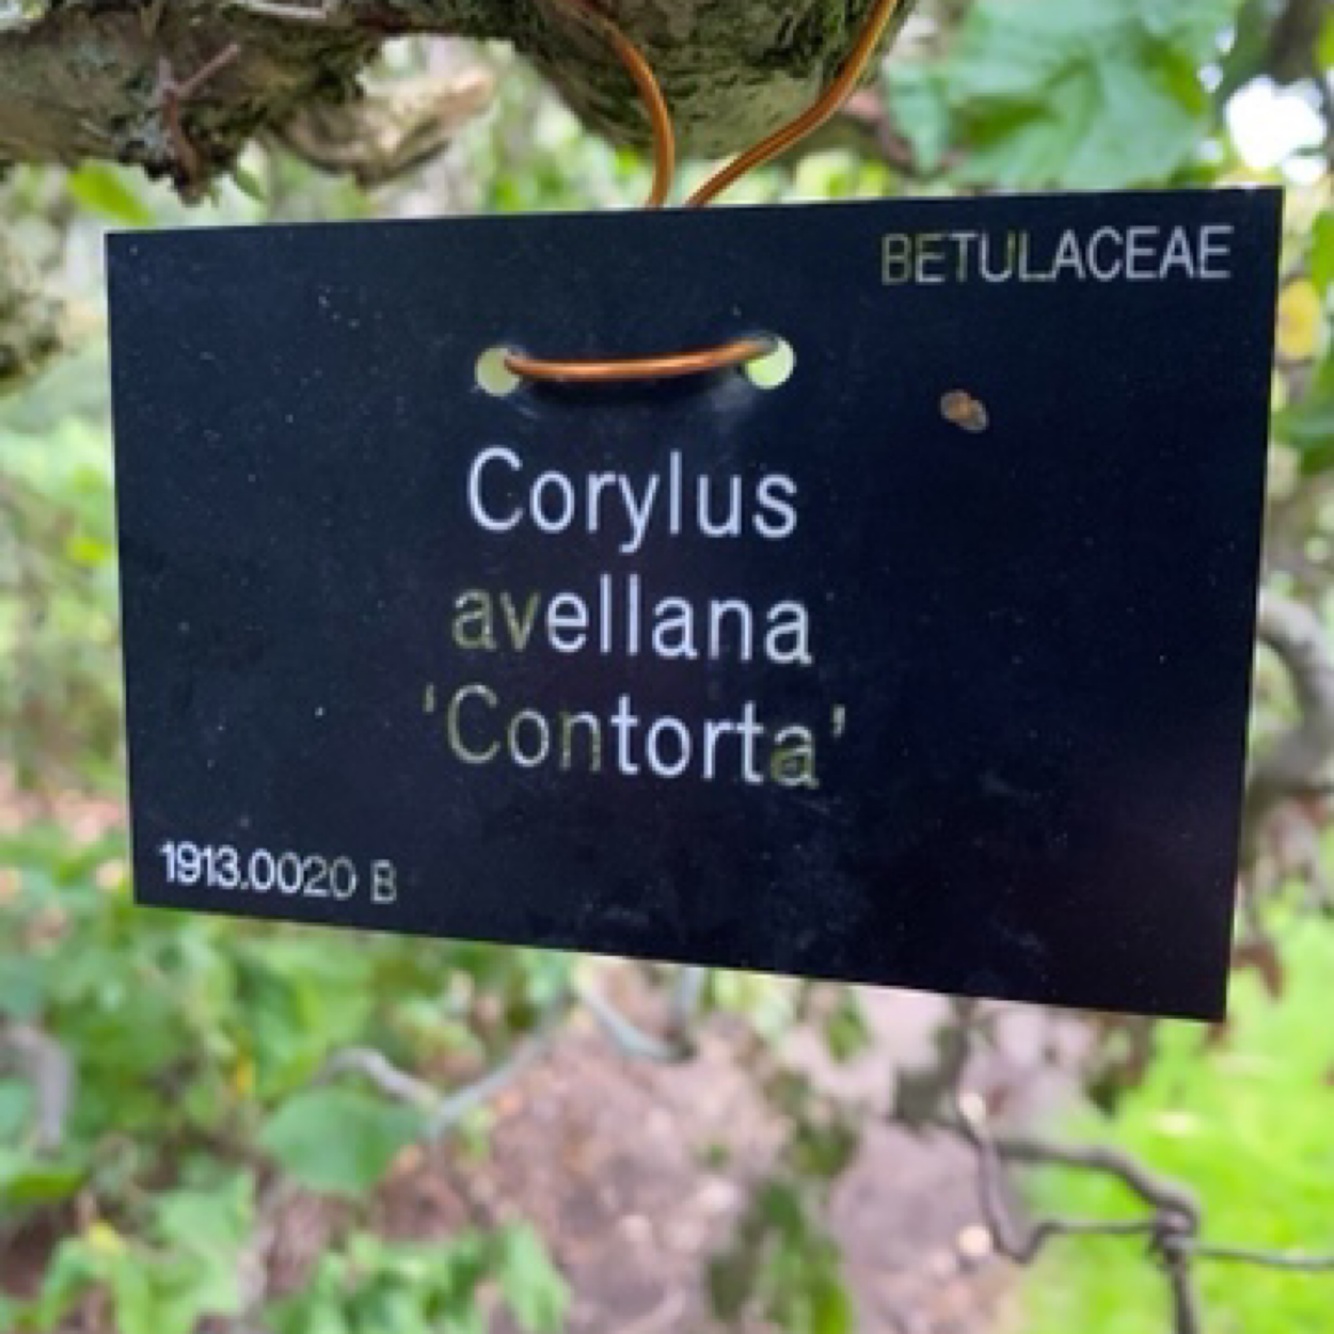 BETULACEAE
Corylus
avellana
'Contorta'
1913.0020 B